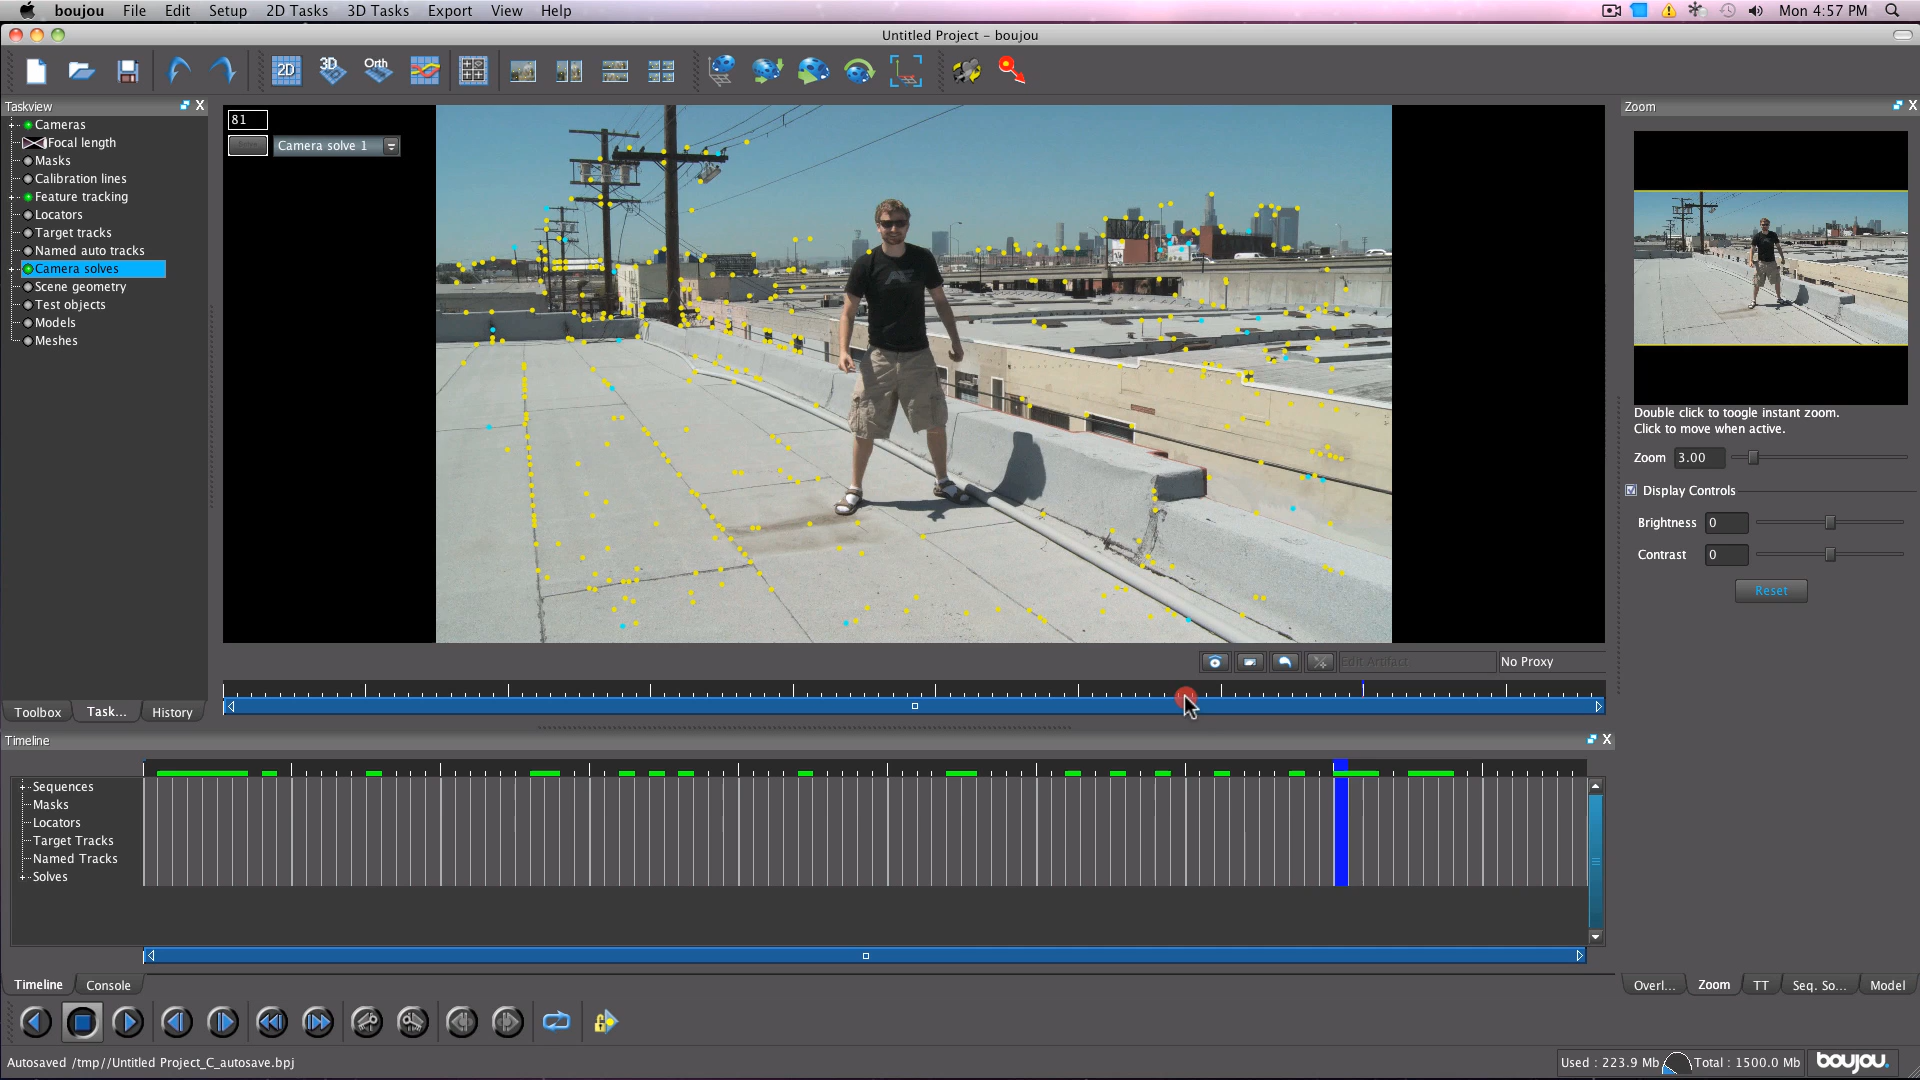 boujou File Edit Setup 2D Tasks 3D Tasks Export View Help Mon 4:57 PM
Untitled Project - boujou
2D 3D Orth
Taskview
Zoom
Cameras
Focal length
Masks
Calibration lines
Feature tracking
Locators
Target tracks
Named auto tracks
Camera solves
Scene geometry
Test objects
Models
Meshes
81
Camera solve 1
Double click to toogle instant zoom.
Click to move when active.
Zoom 3.00
Display Controls
Brightness 0
Contrast 0
Reset
Edit Artifact No Proxy
Toolbox Task... History
Timeline
Sequences
Masks
Locators
Target Tracks
Named Tracks
Solves
Timeline Console
Overl... Zoom TT Seq. So... Model
Autosaved /tmp//Untitled Project_C_autosave.bpj
Used : 223.9 Mb Total : 1500.0 Mb boujou